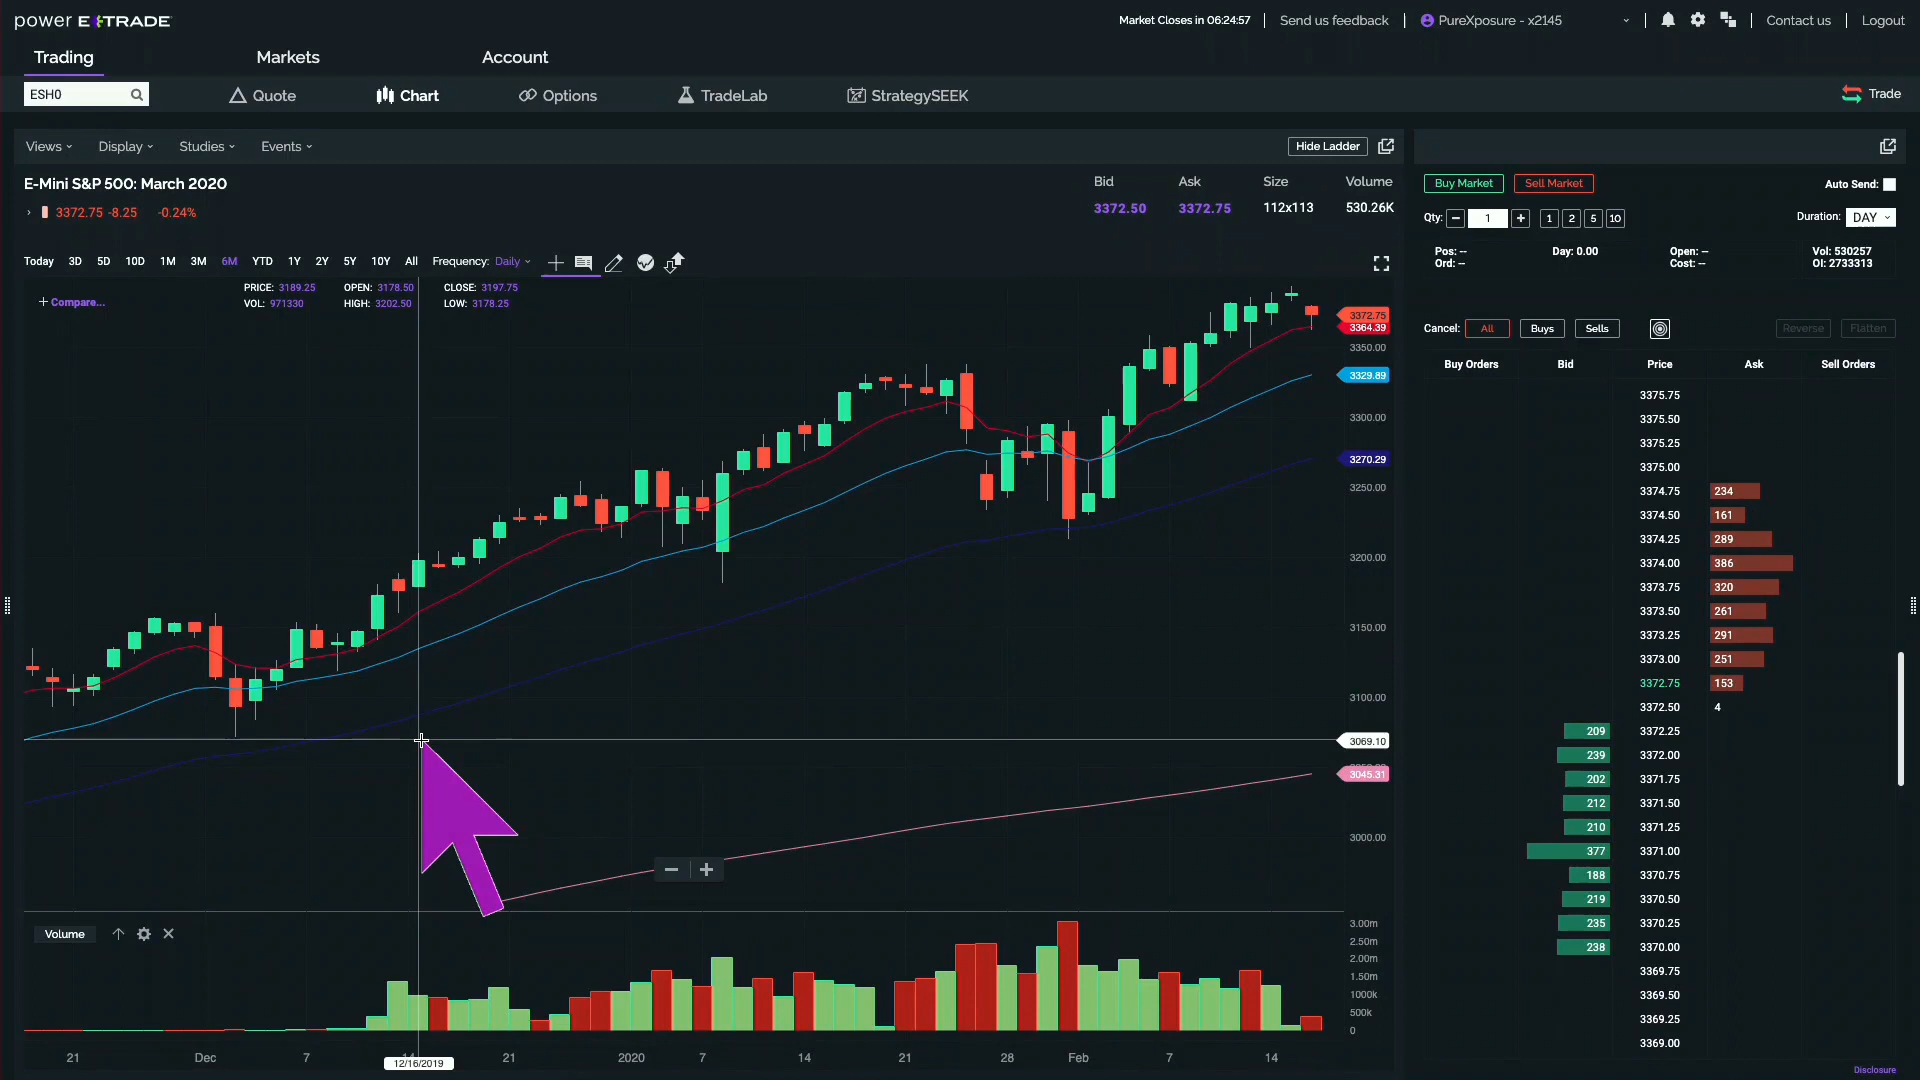 power E*TRADE
Market Closes in 06:24:57
Send us feedback
PureXposure - x2145
Contact us
Logout
Trading
Markets
Account
ESH0
Quote
Chart
Options
TradeLab
StrategySEEK
Trade
Views
Display
Studies
Events
Hide Ladder
E-Mini S&P 500: March 2020
3372.75 -8.25 -0.24%
Bid Ask Size Volume
3372.50 3372.75 112x113 530.26K
Today 3D 5D 10D 1M 3M 6M YTD 1Y 2Y 5Y 10Y All Frequency: Daily
+ Compare...
PRICE: 3189.25 OPEN: 3178.50 CLOSE: 3197.75
VOL: 971330 HIGH: 3202.50 LOW: 3178.25
3372.75
3364.39
3350.00
3329.89
3300.00
3270.29
3250.00
3200.00
3150.00
3100.00
3069.10
3045.31
3000.00
Volume
3.00m
2.50m
2.00m
1.50m
1000k
500k
0
21 Dec 7 12/16/2019 21 2020 7 14 21 28 Feb 7 14
Buy Market Sell Market Auto Send:
Qty: − 1 + 1 2 5 10 Duration: DAY
Pos: -- Day: 0.00 Open: -- Vol: 530257
Ord: -- Cost: -- OI: 2733313
Cancel: All Buys Sells Reverse Flatten
Buy Orders Bid Price Ask Sell Orders
3375.75
3375.50
3375.25
3375.00
3374.75 234
3374.50 161
3374.25 289
3374.00 386
3373.75 320
3373.50 261
3373.25 291
3373.00 251
3372.75 153
3372.50 4
209 3372.25
239 3372.00
202 3371.75
212 3371.50
210 3371.25
377 3371.00
188 3370.75
219 3370.50
235 3370.25
238 3370.00
3369.75
3369.50
3369.25
3369.00
Disclosure